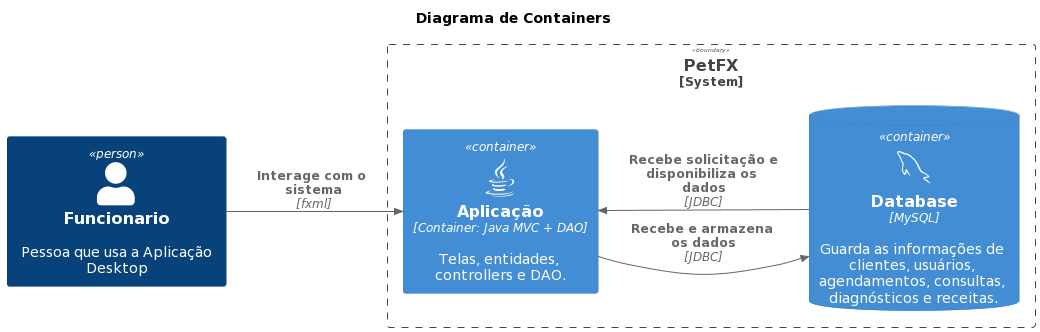 Diagrama de Containers
«boundary»
PetFX
[System]
«person»
Funcionario
Pessoa que usa a Aplicação
Desktop
Interage com o
sistema
[fxml]
«container»
Aplicação
[Container: Java MVC + DAO]
Telas, entidades,
controllers e DAO.
Recebe solicitação e
disponibiliza os
dados
[JDBC]
Recebe e armazena
os dados
[JDBC]
«container»
Database
[MySQL]
Guarda as informações de
clientes, usuários,
agendamentos, consultas,
diagnósticos e receitas.